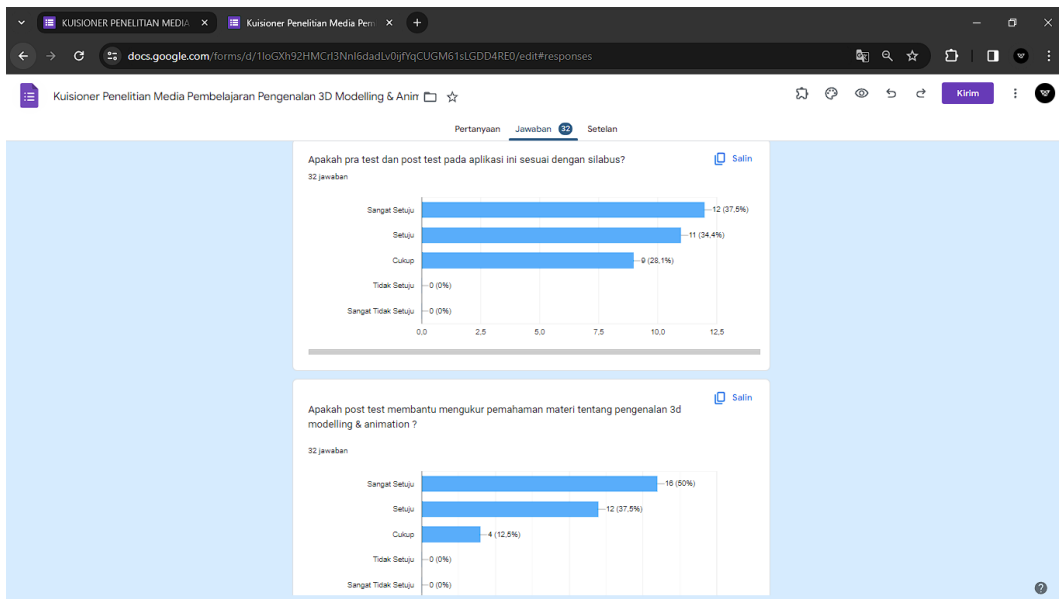 KUISIONER PENELITIAN MEDIA
Kuisioner Penelitian Media Pem
docs.google.com/forms/d/1IoGXh92HMCrl3NnI6dadLv0ijfYqCUGM61sLGDD4RE0/edit#responses
Kuisioner Penelitian Media Pembelajaran Pengenalan 3D Modelling & Anim
Kirim
Pertanyaan Jawaban 32 Setelan
Apakah pra test dan post test pada aplikasi ini sesuai dengan silabus?
Salin
32 jawaban
Sangat Setuju 12 (37,5%)
Setuju 11 (34,4%)
Cukup 9 (28,1%)
Tidak Setuju 0 (0%)
Sangat Tidak Setuju 0 (0%)
0,0 2,5 5,0 7,5 10,0 12,5
Salin
Apakah post test membantu mengukur pemahaman materi tentang pengenalan 3d
modelling & animation ?
32 jawaban
Sangat Setuju 16 (50%)
Setuju 12 (37,5%)
Cukup 4 (12,5%)
Tidak Setuju 0 (0%)
Sangat Tidak Setuju 0 (0%)